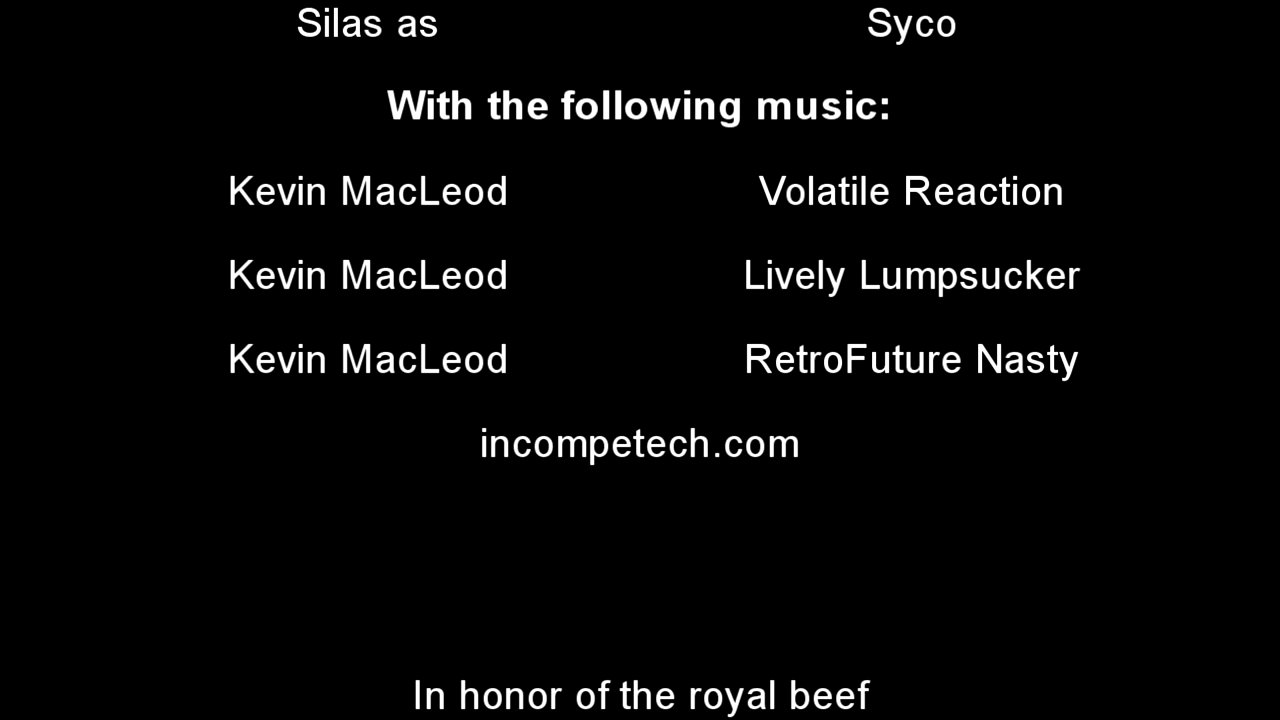 Silas as Syco
With the following music:
Kevin MacLeod Volatile Reaction
Kevin MacLeod Lively Lumpsucker
Kevin MacLeod RetroFuture Nasty
incompetech.com
In honor of the royal beef